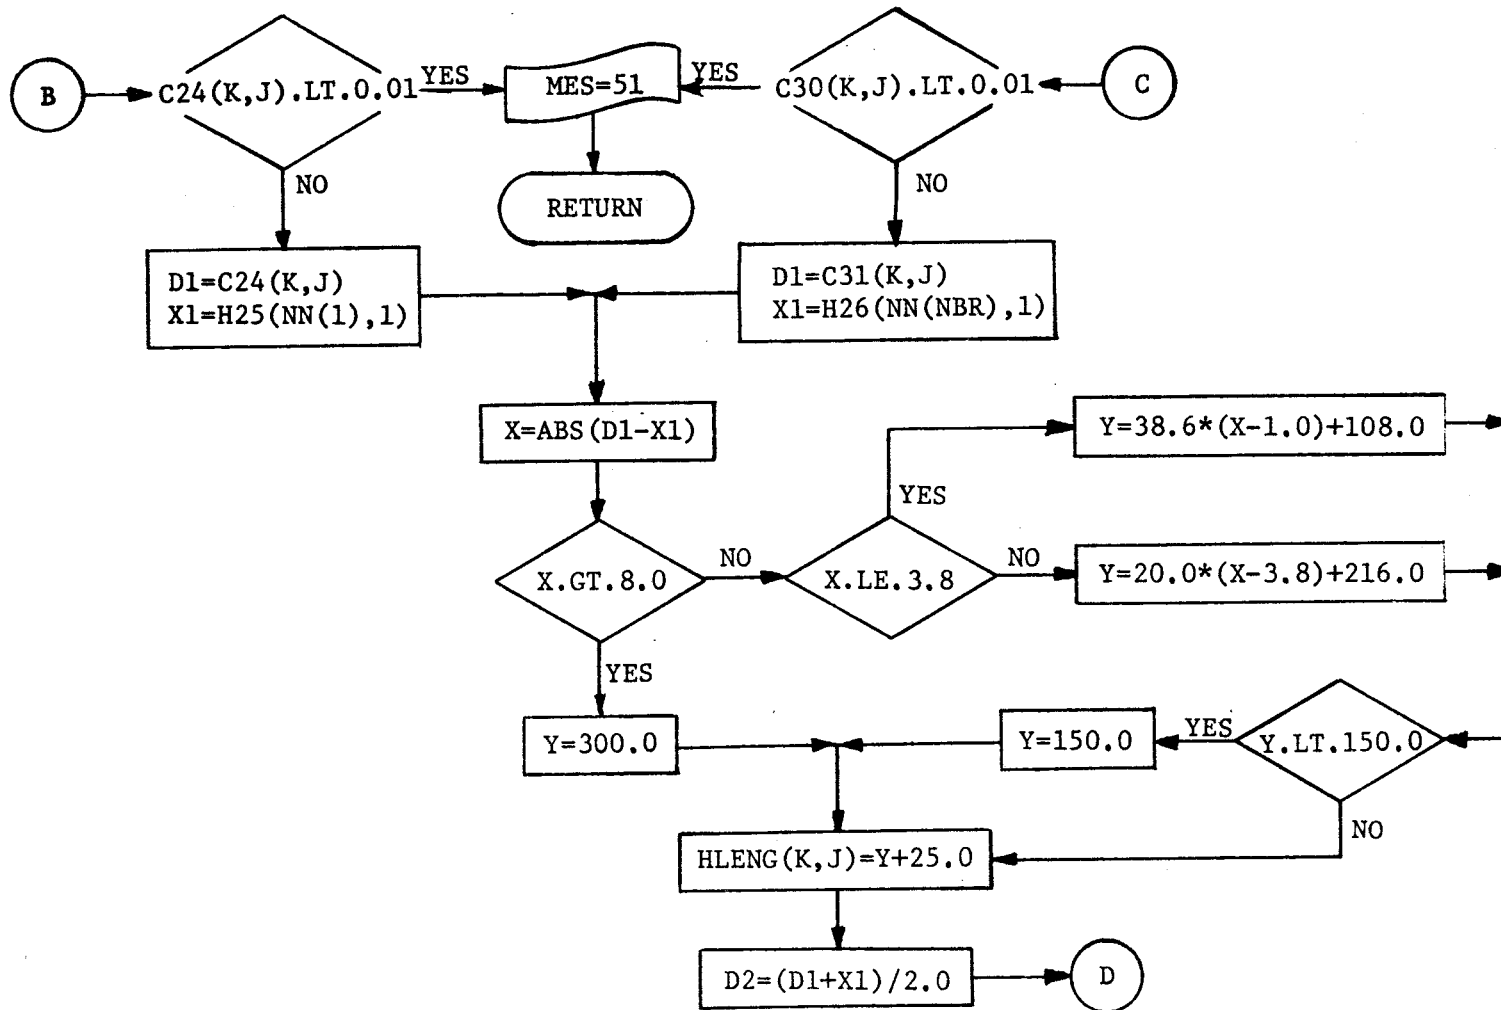 B
C24(K,J).LT.0.01
YES
MES=51
YES
C30(K,J).LT.0.01
C
NO
RETURN
NO
D1=C24(K,J)
X1=H25(NN(1),1)
D1=C31(K,J)
X1=H26(NN(NBR),1)
X=ABS(D1-X1)
Y=38.6*(X-1.0)+108.0
YES
X.GT.8.0
NO
X.LE.3.8
NO
Y=20.0*(X-3.8)+216.0
YES
Y=300.0
Y=150.0
YES
Y.LT.150.0
NO
HLENG(K,J)=Y+25.0
D2=(D1+X1)/2.0
D